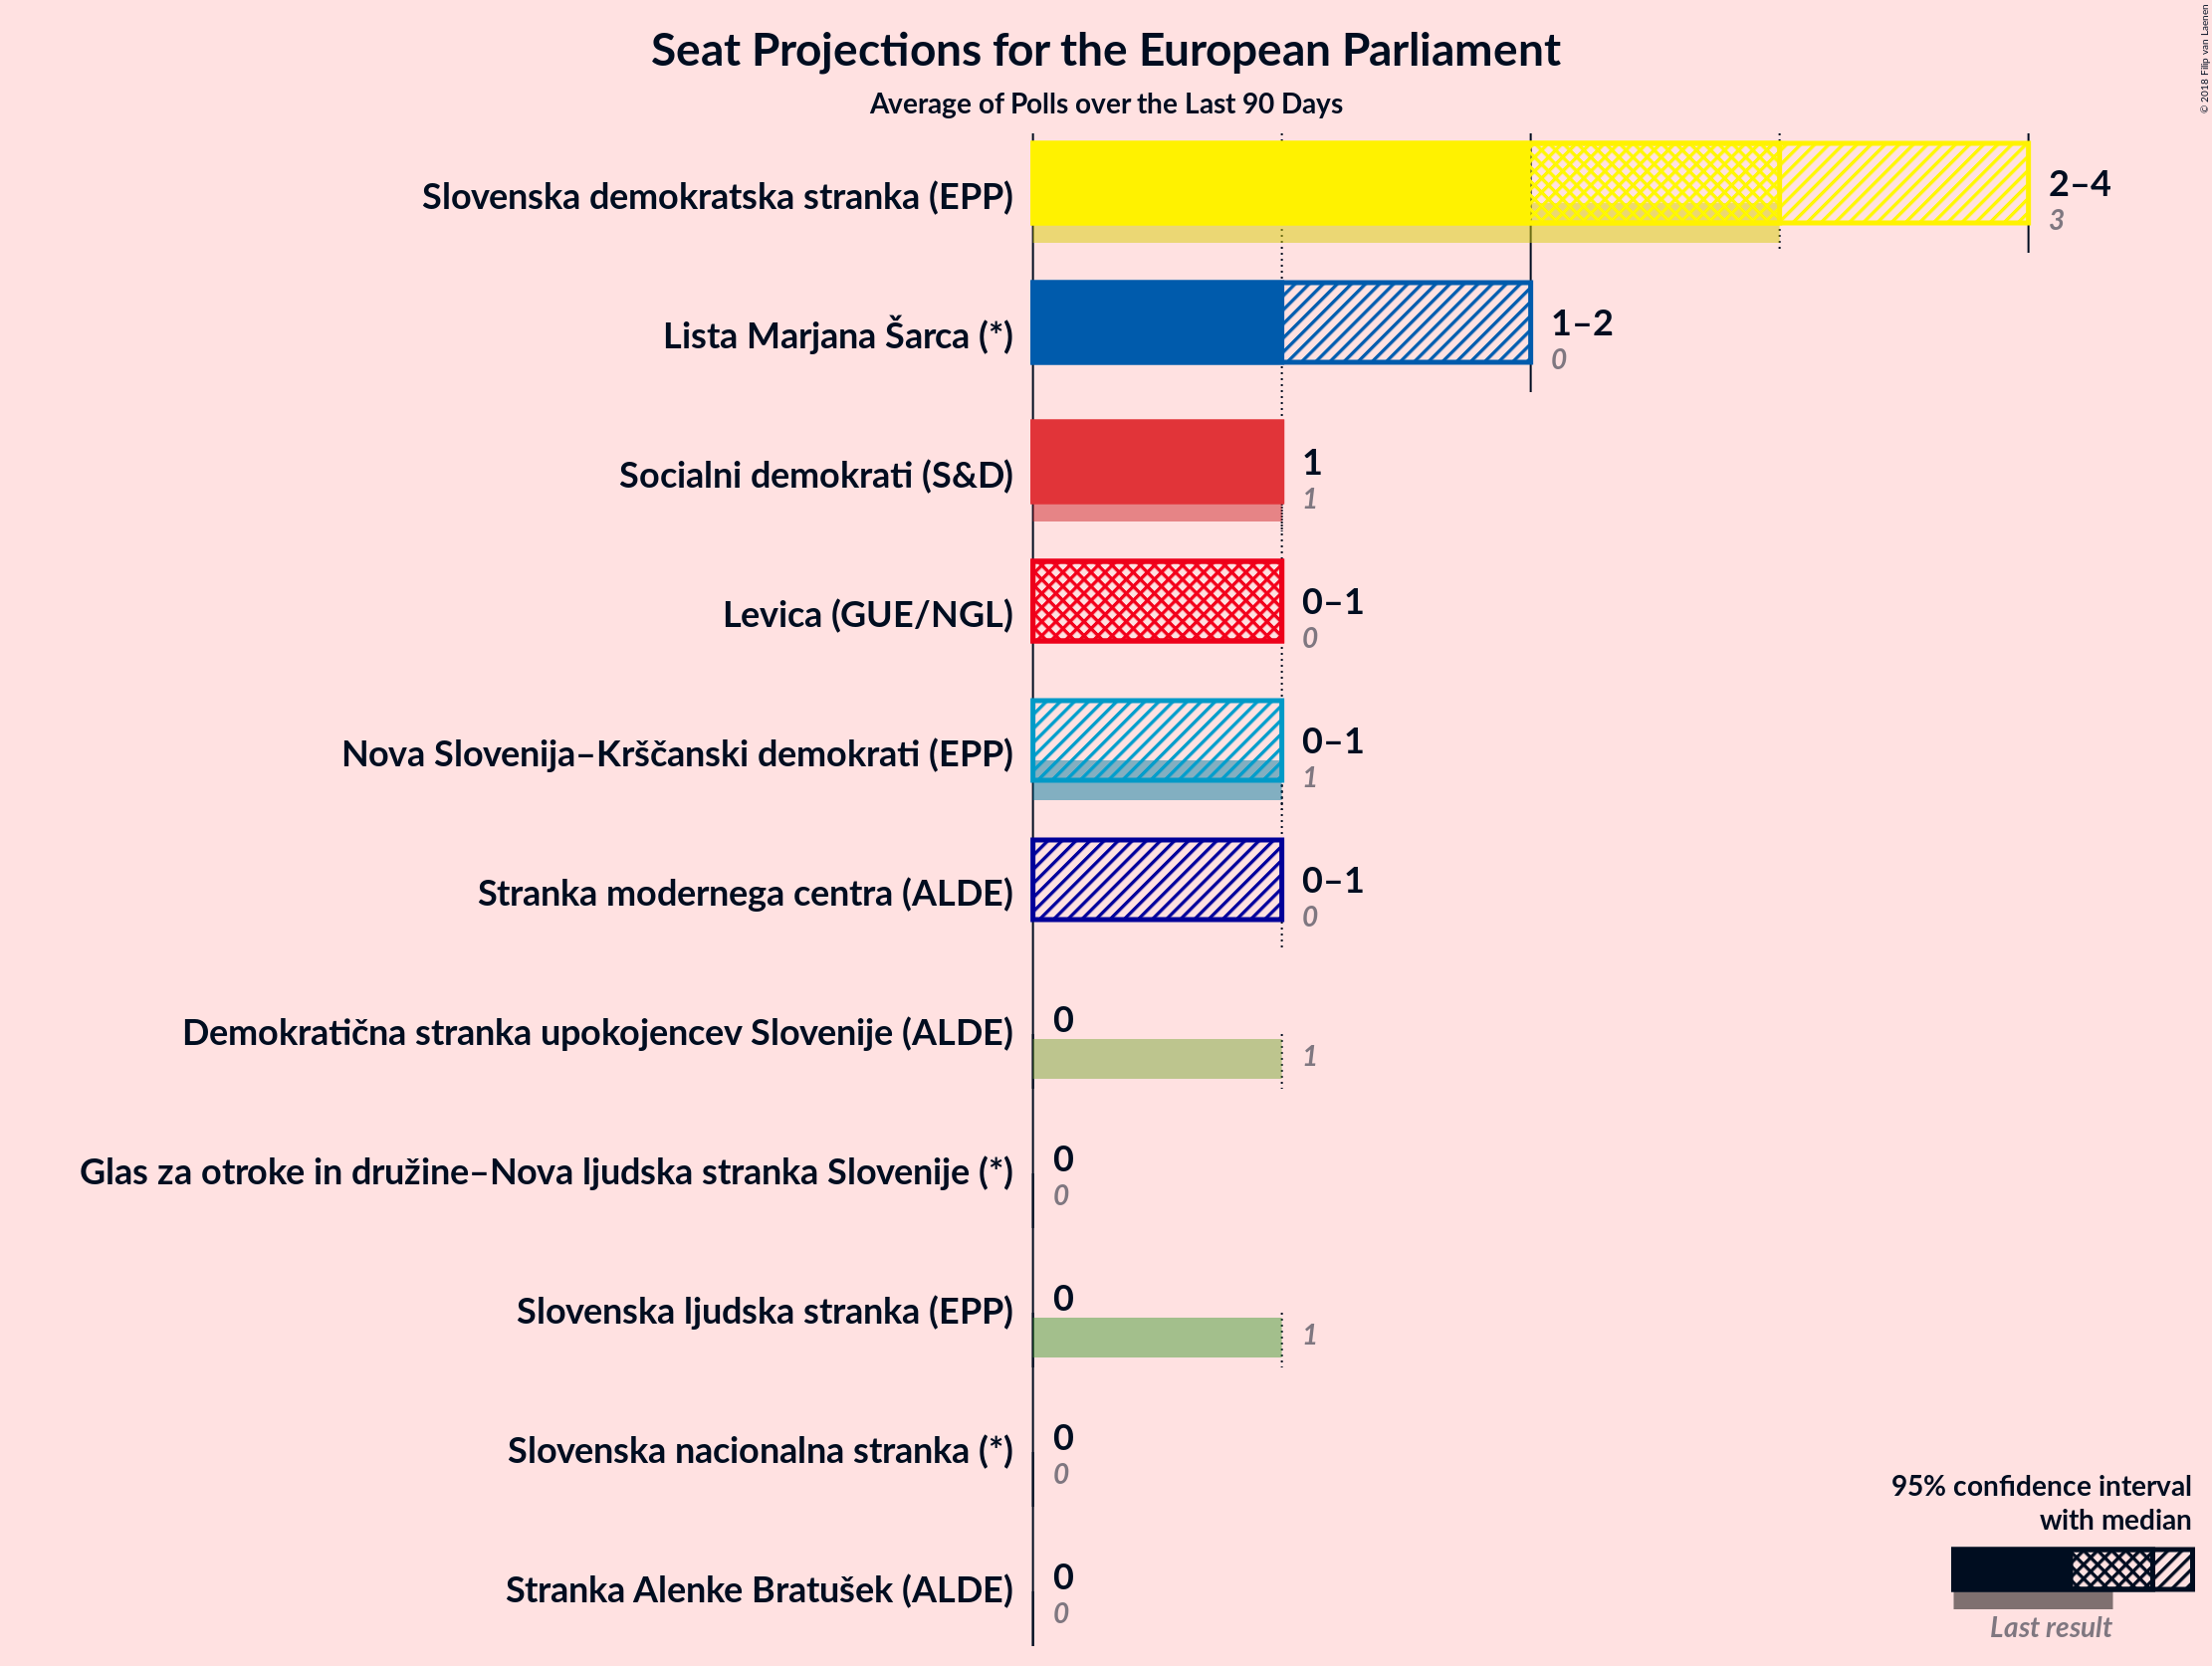 Seat Projections for the European Parliament
Average of Polls over the Last 90 Days
© 2018 Filip van Laenen
Slovenska demokratska stranka (EPP)
2–4
3
Lista Marjana Šarca (*)
1–2
0
Socialni demokrati (S&D)
1
1
Levica (GUE/NGL)
0–1
0
Nova Slovenija–Krščanski demokrati (EPP)
0–1
1
Stranka modernega centra (ALDE)
0–1
0
Demokratična stranka upokojencev Slovenije (ALDE)
0
1
Glas za otroke in družine–Nova ljudska stranka Slovenije (*)
0
0
Slovenska ljudska stranka (EPP)
0
1
Slovenska nacionalna stranka (*)
0
0
Stranka Alenke Bratušek (ALDE)
0
0
95% confidence interval
with median
Last result